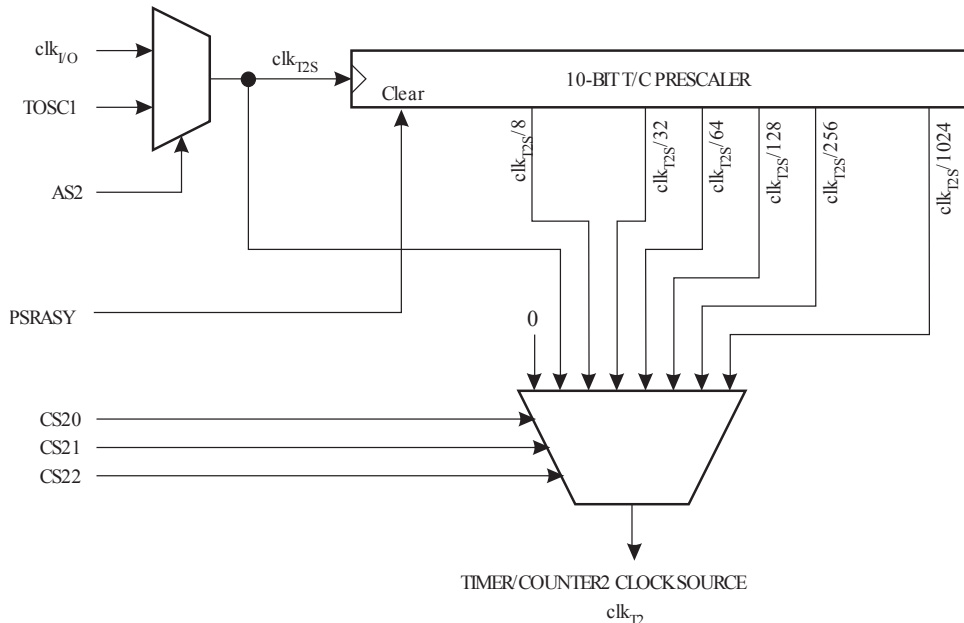 clkI/O
TOSC1
AS2
clkT2S
10-BIT T/C PRESCALER
Clear
clkT2S/8
clkT2S/32
clkT2S/64
clkT2S/128
clkT2S/256
clkT2S/1024
PSRASY
0
CS20
CS21
CS22
TIMER/COUNTER2 CLOCK SOURCE
clkT2